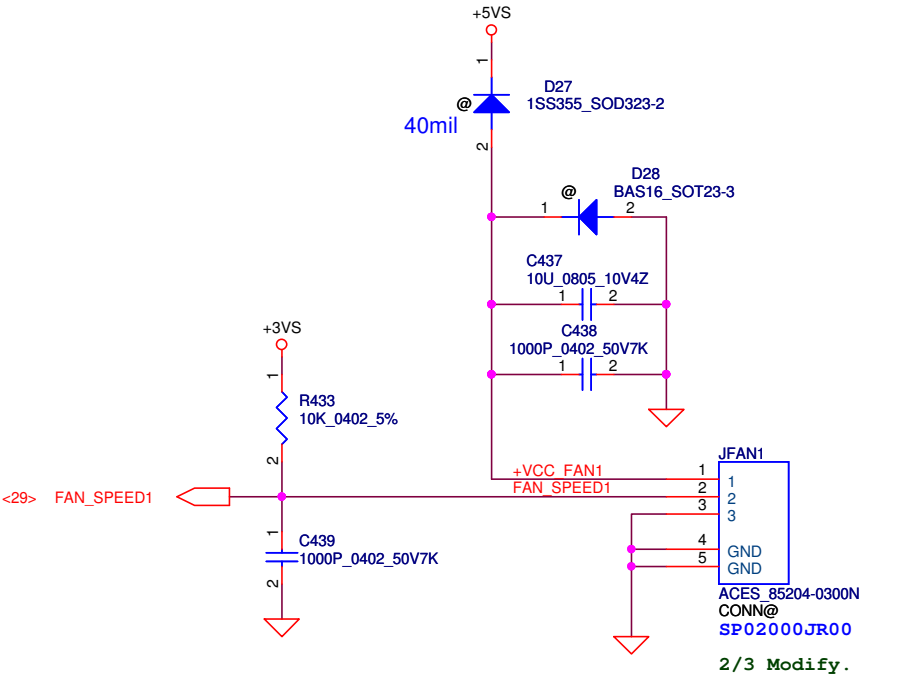 +5VS
1
D27
1SS355_SOD323-2
@
40mil
2
D28
BAS16_SOT23-3
@
1
2
C437
10U_0805_10V4Z
1
2
C438
1000P_0402_50V7K
1
2
+3VS
1
R433
10K_0402_5%
2
JFAN1
+VCC_FAN1
1
1
<29>
FAN_SPEED1
FAN_SPEED1
2
2
3
3
1
C439
1000P_0402_50V7K
2
4
GND
5
GND
ACES_85204-0300N
CONN@
SP02000JR00
2/3 Modify.